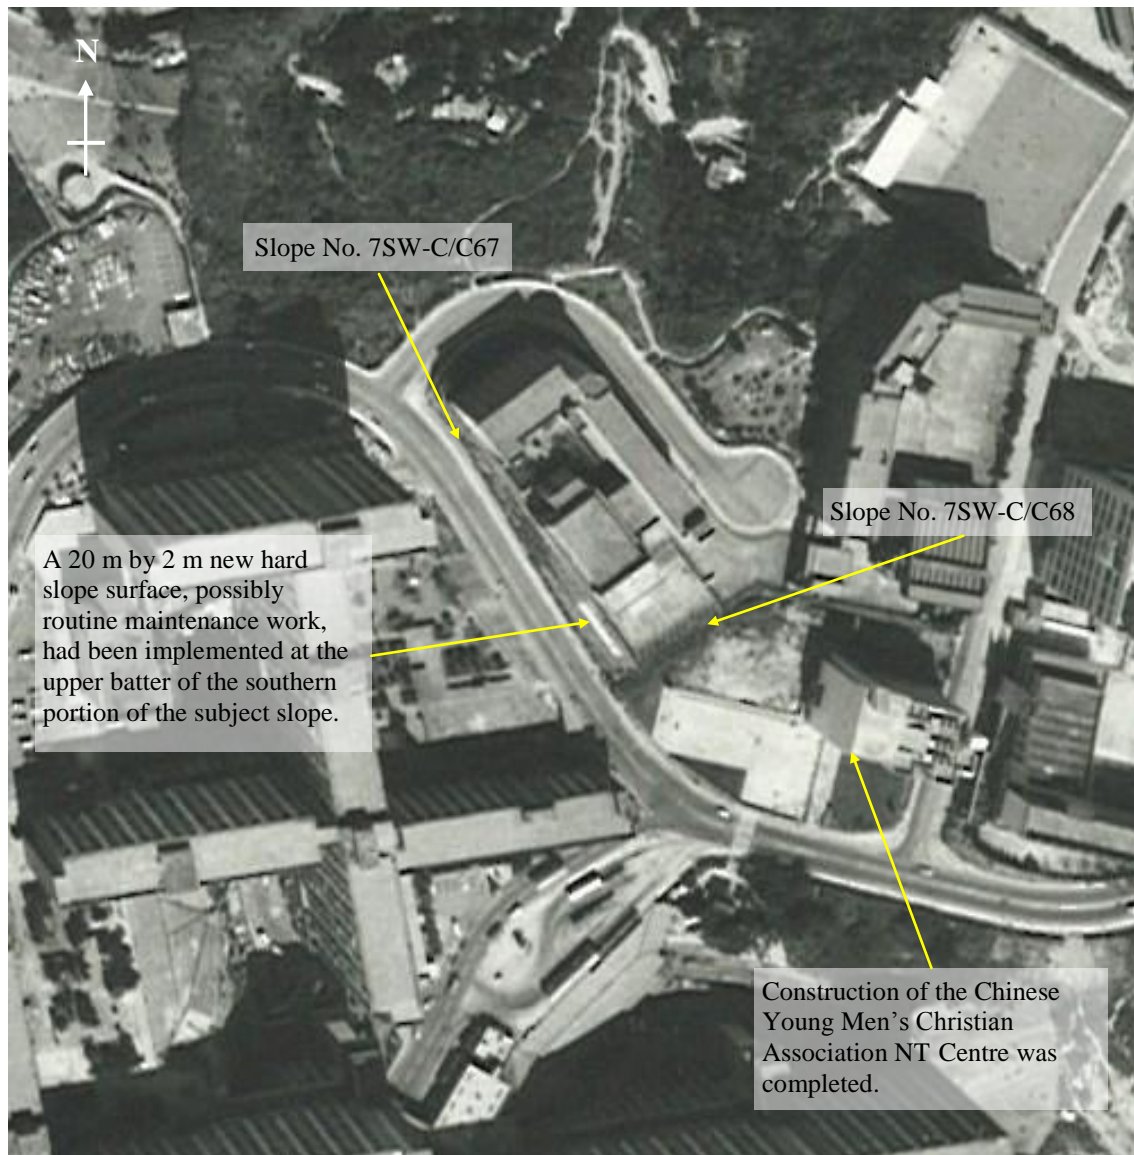 N
Slope No. 7SW-C/C67
Slope No. 7SW-C/C68
A 20 m by 2 m new hard
slope surface, possibly
routine maintenance work,
had been implemented at the
upper batter of the southern
portion of the subject slope.
Construction of the Chinese
Young Men’s Christian
Association NT Centre was
completed.